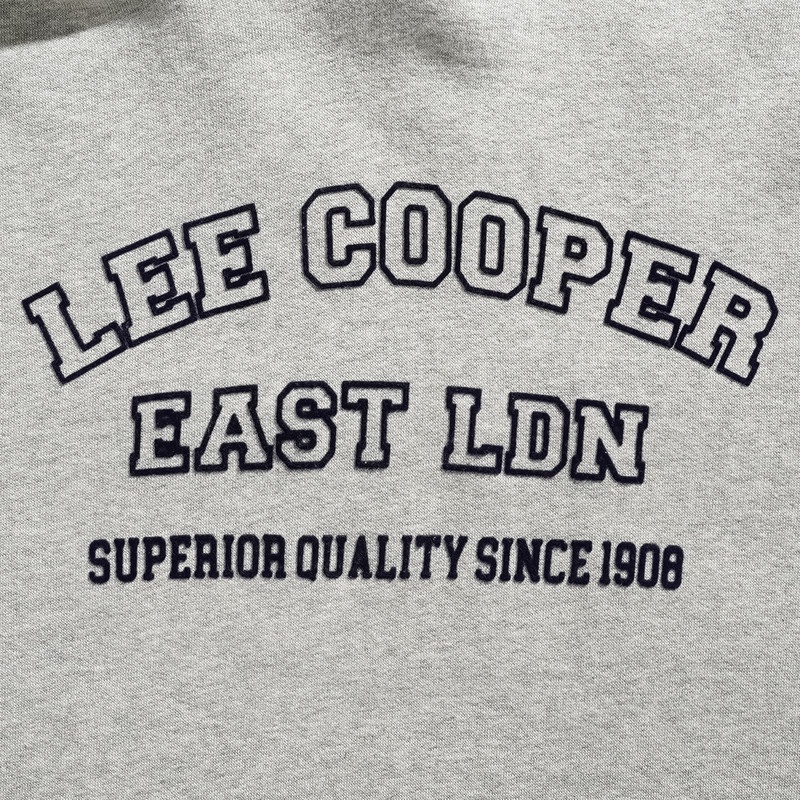 LEE COOPER
EAST LDN
SUPERIOR QUALITY SINCE 1908